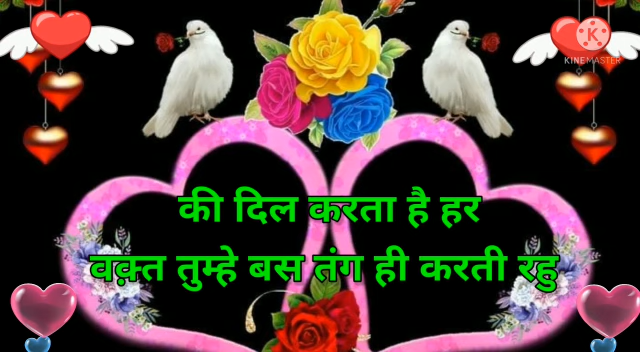 KINEMASTER
की दिल करता है हर
वक़्त तुम्हे बस तंग ही करती रहु